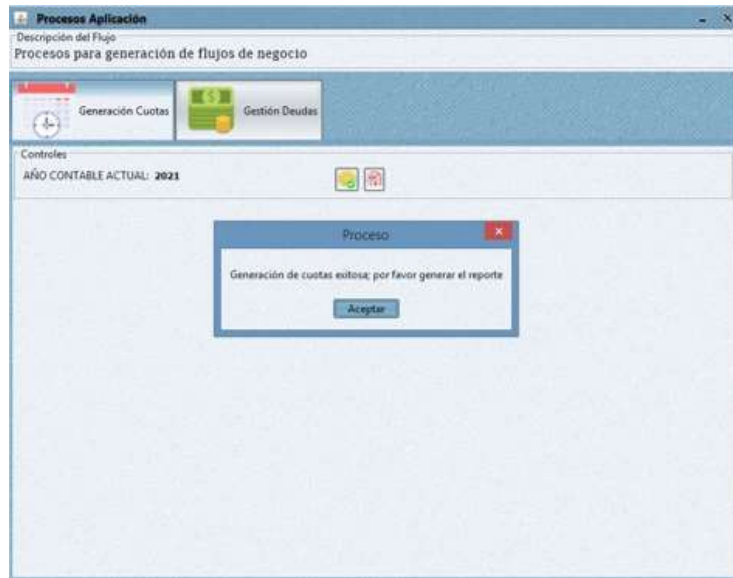 Procesos Aplicación
Descripción del Flujo
Procesos para generación de flujos de negocio
Generación Cuotas
Gestión Deudas
Controles
AÑO CONTABLE ACTUAL: 2021
Proceso
Generación de cuotas exitosa; por favor generar el reporte
Aceptar